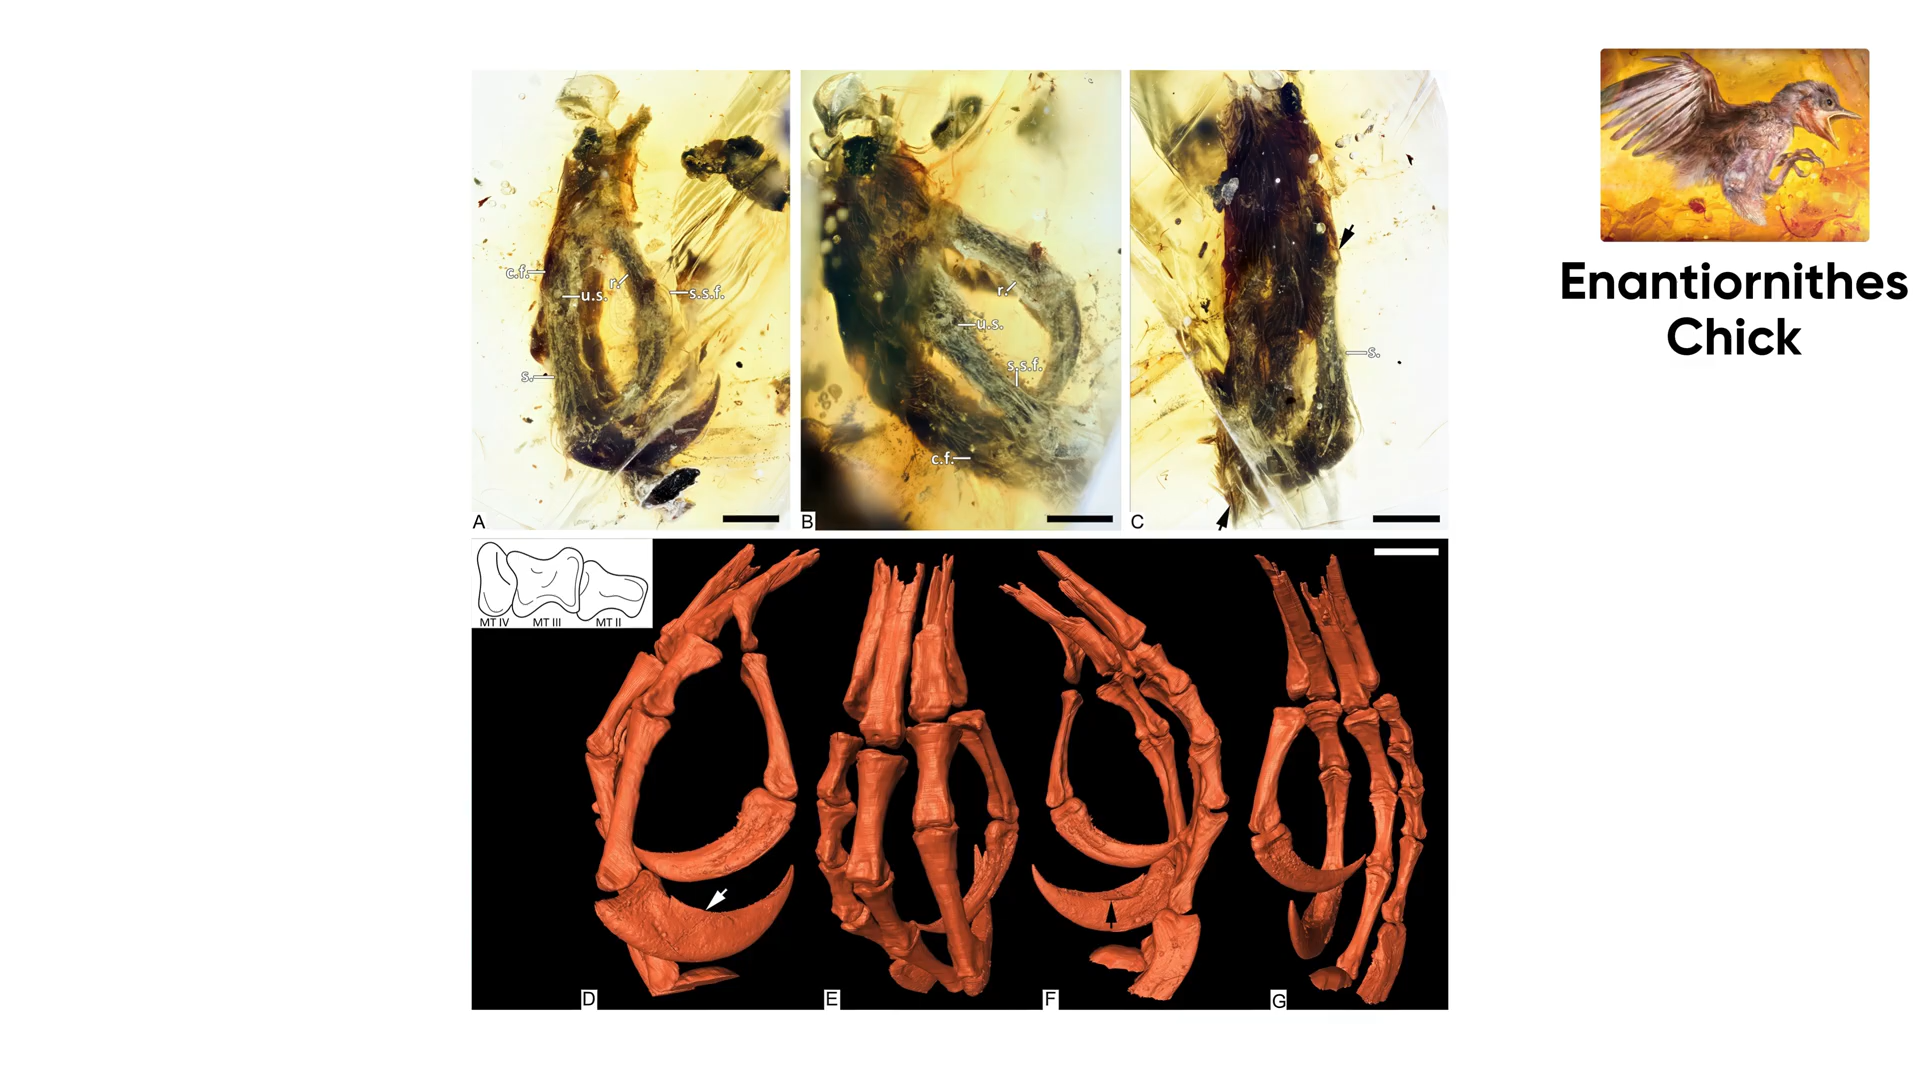 c.f.
u.s.
r.
s.s.f.
s.
A
r.
u.s.
s.s.f.
c.f.
B
s.
C
MT IV MT III MT II
D
E
F
G
Enantiornithes
Chick